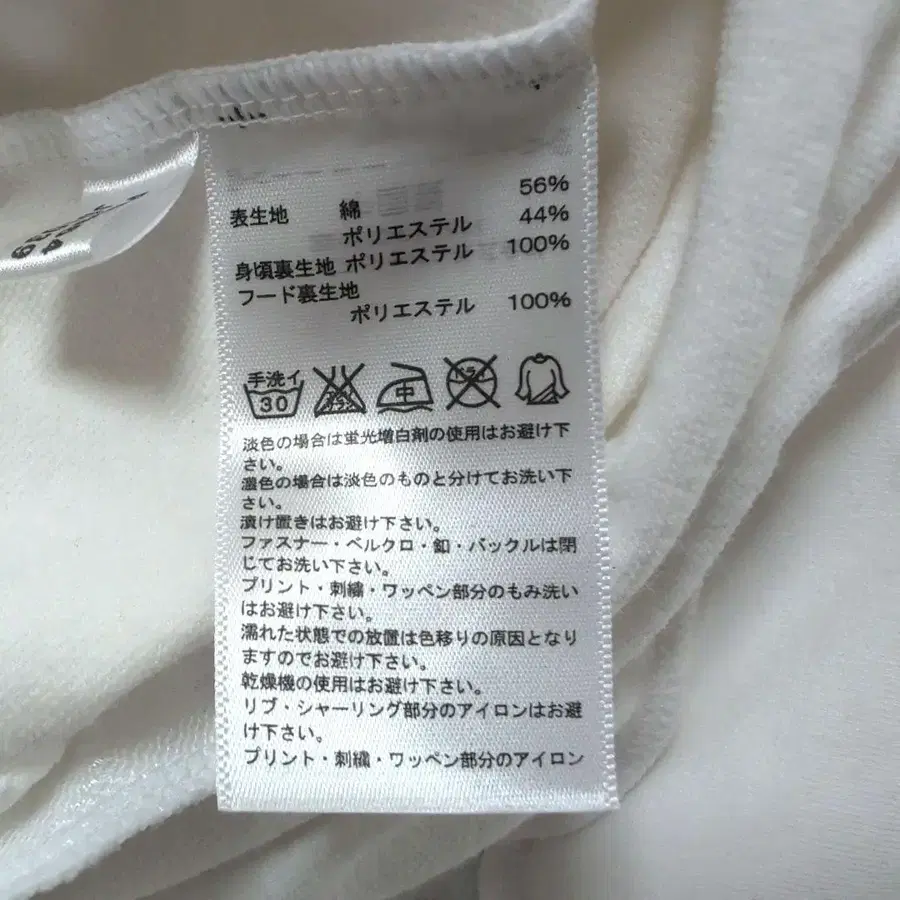 表生地 綿 56%
ポリエステル 44%
身頃裏生地 ポリエステル 100%
フード裏生地
ポリエステル 100%
手洗イ
30
中
淡色の場合は蛍光増白剤の使用はお避け下
さい。
濃色の場合は淡色のものと分けてお洗い下
さい。
漬け置きはお避け下さい。
ファスナー・ベルクロ・釦・バックルは閉
じてお洗い下さい。
プリント・刺繍・ワッペン部分のもみ洗い
はお避け下さい。
濡れた状態での放置は色移りの原因となり
ますのでお避け下さい。
乾燥機の使用はお避け下さい。
リブ・シャーリング部分のアイロンはお避
け下さい。
プリント・刺繍・ワッペン部分のアイロン